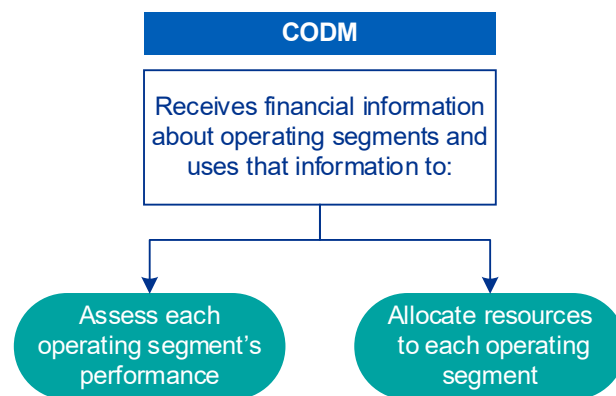 CODM
Receives financial information
about operating segments and
uses that information to:
Assess each
operating segment’s
performance
Allocate resources
to each operating
segment